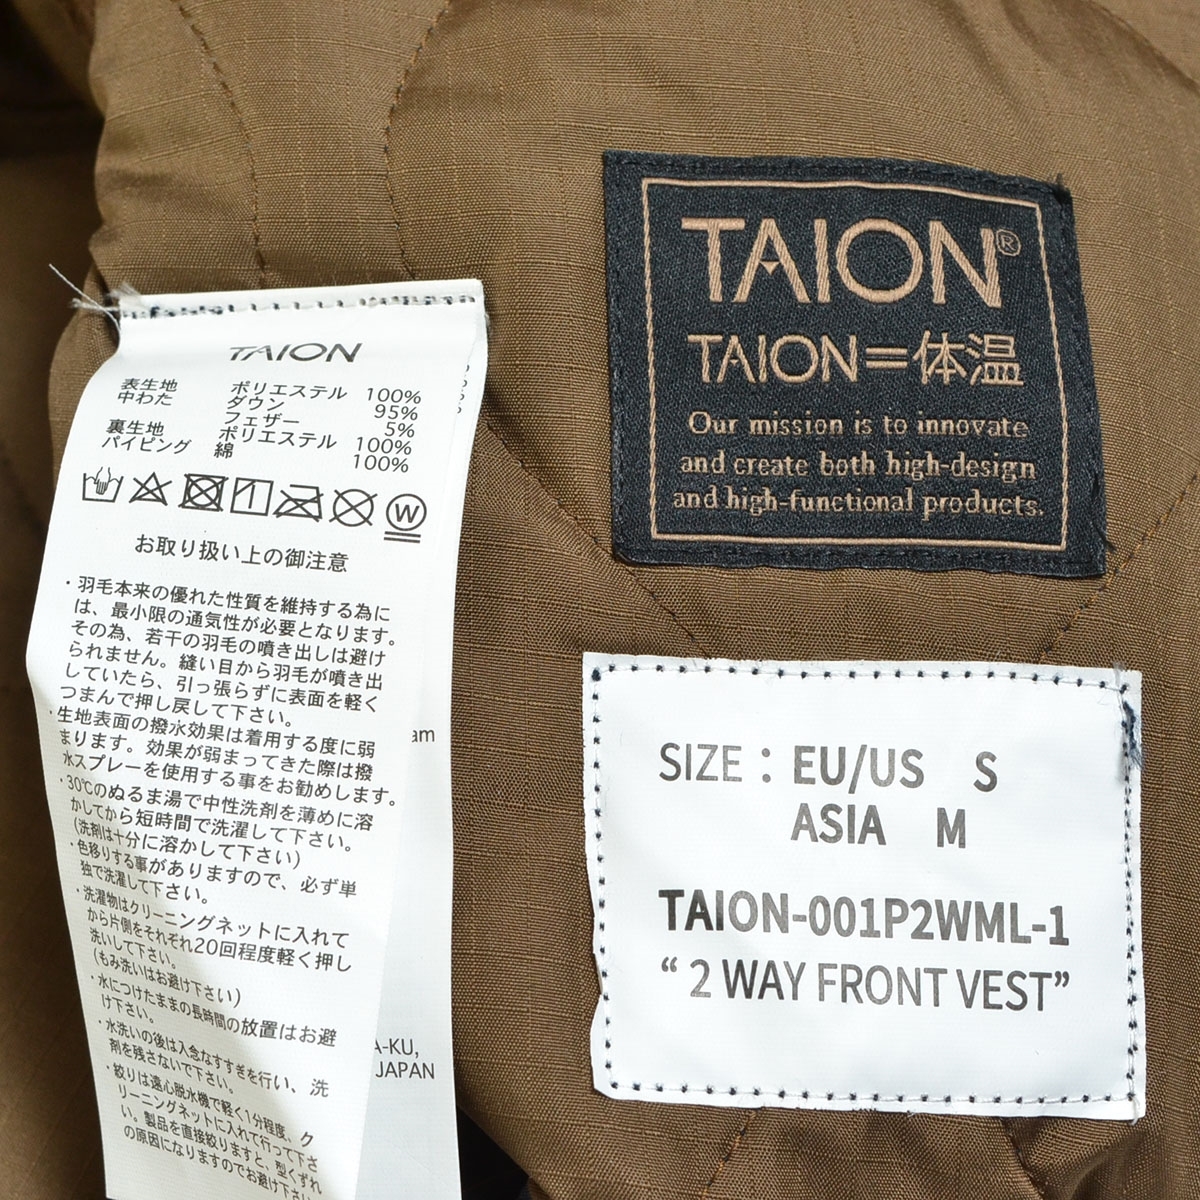 TAION®
TAION=体温
Our mission is to innovate
and create both high-design
and high-functional products.
TAION
表生地 ポリエステル 100%
中わた ダウン 95%
フェザー 5%
裏生地 ポリエステル 100%
パイピング 綿 100%
W
お取り扱い上の御注意
・羽毛本来の優れた性質を維持する為に
は、最小限の通気性が必要となります。
その為、若干の羽毛の噴き出しは避け
られません。縫い目から羽毛が噴き出
していたら、引っ張らずに表面を軽く
つまんで押し戻して下さい。
・生地表面の撥水効果は着用する度に弱
まります。効果が弱まってきた際は撥
水スプレーを使用する事をお勧めします。
・30℃のぬるま湯で中性洗剤を薄めに溶
かしてから短時間で洗濯して下さい。
(洗剤は十分に溶かして下さい)
・色移りする事がありますので、必ず単
独で洗濯して下さい。
・洗濯物はクリーニングネットに入れて
から片側をそれぞれ20回程度軽く押し
洗いして下さい。
(もみ洗いはお避け下さい)
・水につけたままの長時間の放置はお避
け下さい。
・水洗いの後は入念なすすぎを行い、洗
剤を残さないで下さい。
・絞りは遠心脱水機で軽く1分程度、ク
リーニングネットに入れて行って下さ
い。製品を直接絞りますと、型くずれ
の原因になりますのでお避け下さい
am
A-KU,
JAPAN
SIZE : EU/US S
ASIA M
TAION-001P2WML-1
“ 2 WAY FRONT VEST”